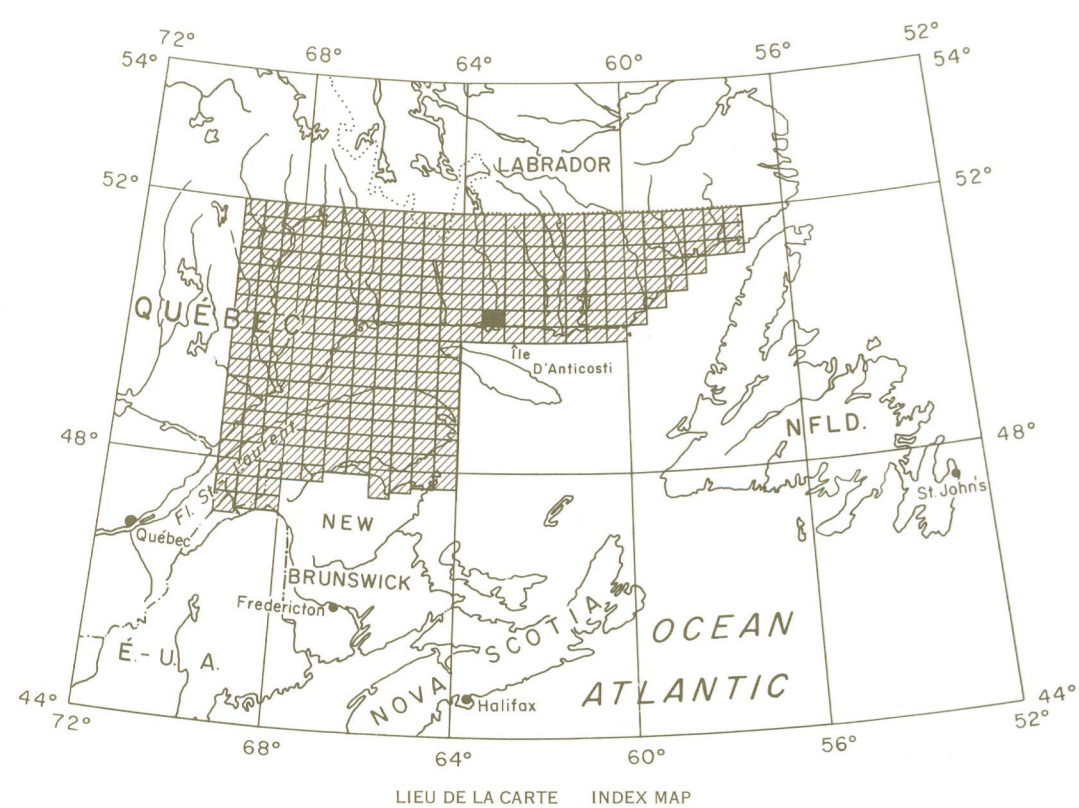 72° 68° 64° 60° 56° 52°
54° 54°
LABRADOR
52° 52°
QUÉBEC
Île
D'Anticosti
NFLD.
48° 48°
Fl. St. Laurent
St. John's
Québec
NEW
BRUNSWICK
Fredericton
NOVA SCOTIA
OCEAN
ATLANTIC
É.-U. A.
Halifax
44° 44°
72° 68° 64° 60° 56° 52°
LIEU DE LA CARTE INDEX MAP